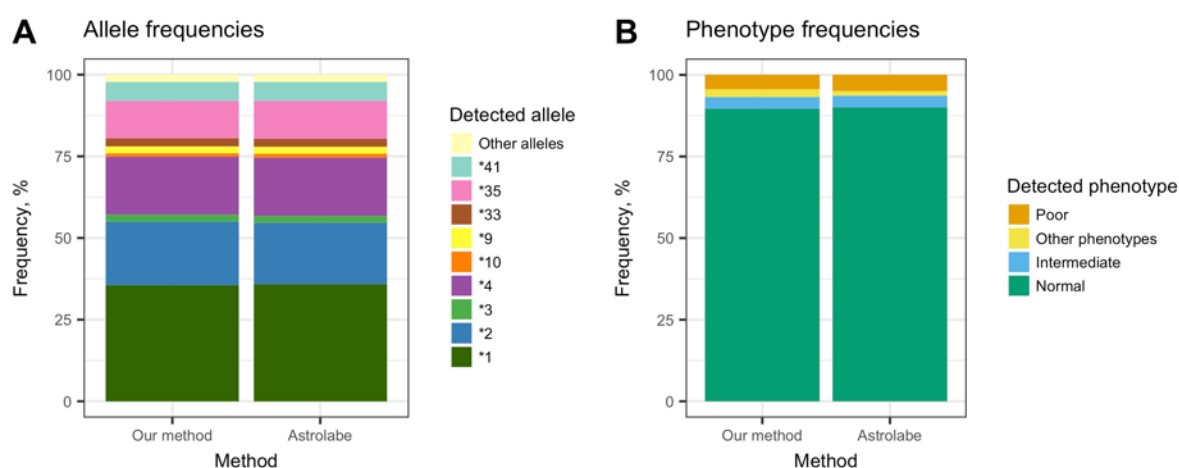 A
Allele frequencies
100
75
50
25
0
Frequency, %
Our method
Astrolabe
Method
Detected allele
Other alleles
*41
*35
*33
*9
*10
*4
*3
*2
*1
B
Phenotype frequencies
100
75
50
25
0
Frequency, %
Our method
Astrolabe
Method
Detected phenotype
Poor
Other phenotypes
Intermediate
Normal